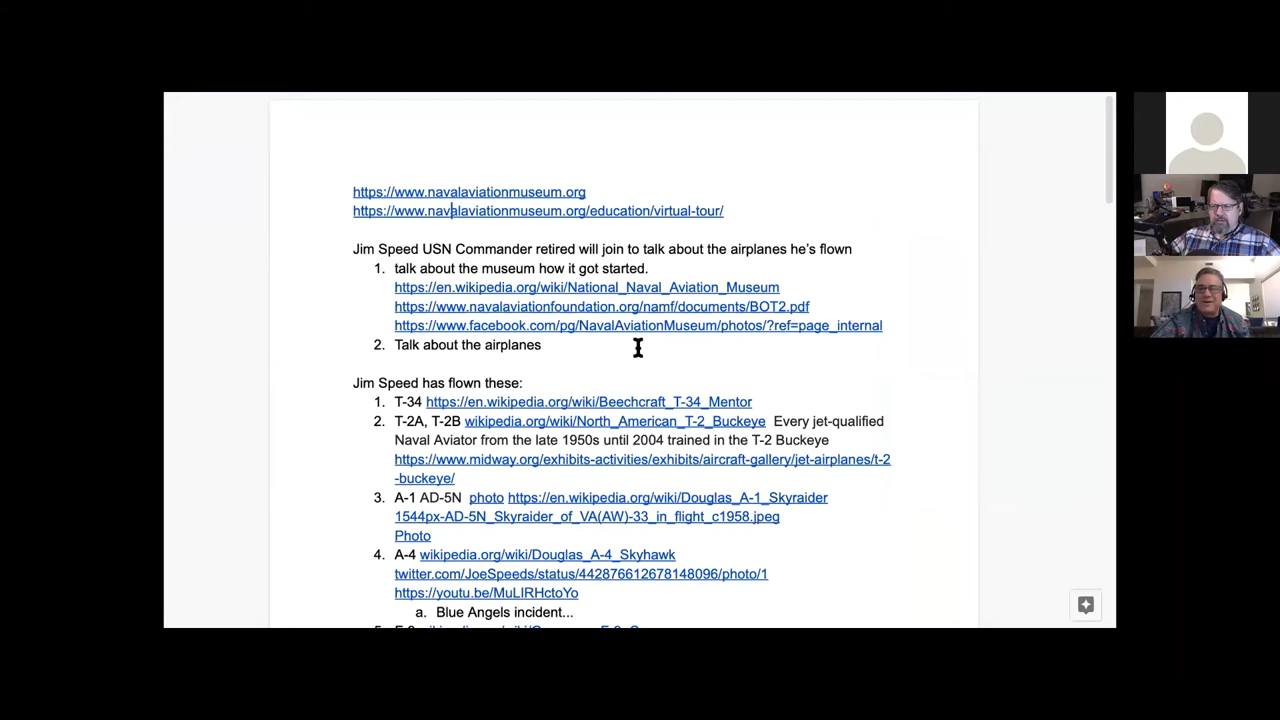 https://www.navalaviationmuseum.org
https://www.navalaviationmuseum.org/education/virtual-tour/
Jim Speed USN Commander retired will join to talk about the airplanes he's flown
1. talk about the museum how it got started.
https://en.wikipedia.org/wiki/National_Naval_Aviation_Museum
https://www.navalaviationfoundation.org/namf/documents/BOT2.pdf
https://www.facebook.com/pg/NavalAviationMuseum/photos/?ref=page_internal
2. Talk about the airplanes
Jim Speed has flown these:
1. T-34 https://en.wikipedia.org/wiki/Beechcraft_T-34_Mentor
2. T-2A, T-2B wikipedia.org/wiki/North_American_T-2_Buckeye Every jet-qualified
Naval Aviator from the late 1950s until 2004 trained in the T-2 Buckeye
https://www.midway.org/exhibits-activities/exhibits/aircraft-gallery/jet-airplanes/t-2
-buckeye/
3. A-1 AD-5N photo https://en.wikipedia.org/wiki/Douglas_A-1_Skyraider
1544px-AD-5N_Skyraider_of_VA(AW)-33_in_flight_c1958.jpeg
Photo
4. A-4 wikipedia.org/wiki/Douglas_A-4_Skyhawk
twitter.com/JoeSpeeds/status/442876612678148096/photo/1
https://youtu.be/MuLIRHctoYo
a. Blue Angels incident...